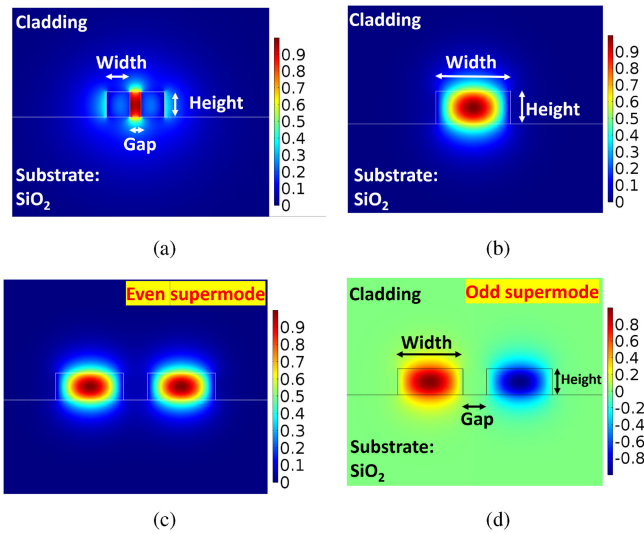 Cladding
Width
Height
Gap
Substrate:
SiO₂
0.9
0.8
0.7
0.6
0.5
0.4
0.3
0.2
0.1
0
(a)
Cladding
Width
Height
Substrate:
SiO₂
0.9
0.8
0.7
0.6
0.5
0.4
0.3
0.2
0.1
0
(b)
Even supermode
0.9
0.8
0.7
0.6
0.5
0.4
0.3
0.2
0.1
0
(c)
Cladding
Odd supermode
Width
Height
Gap
Substrate:
SiO₂
0.8
0.6
0.4
0.2
0
-0.2
-0.4
-0.6
-0.8
(d)